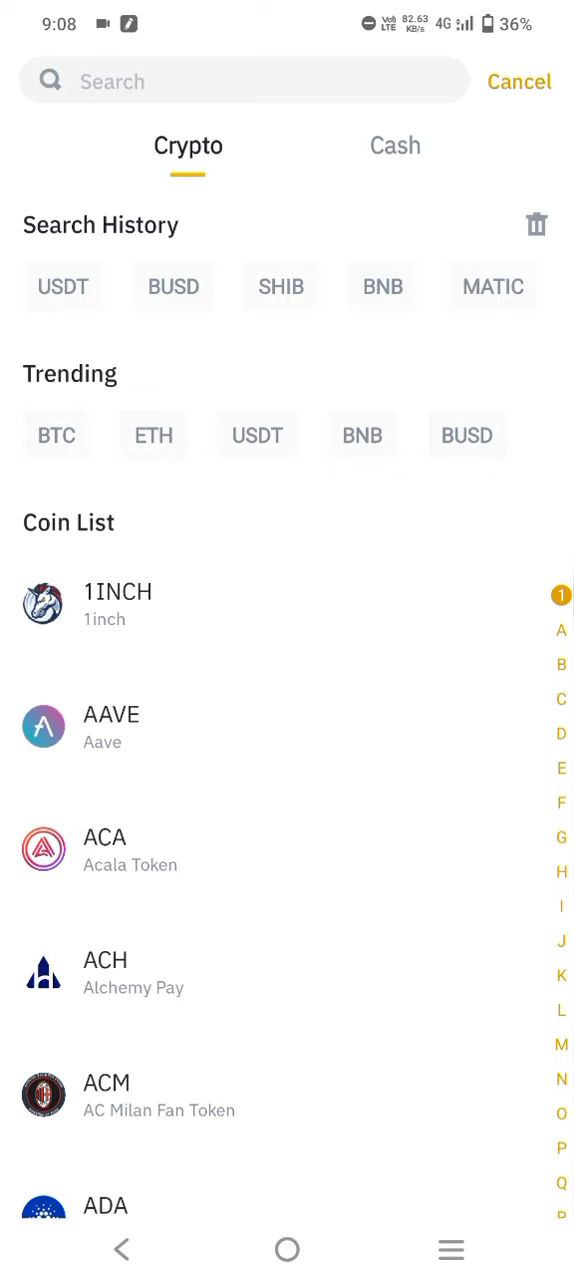 9:08 Vo) LTE 82.63 KB/s 4G 36%
Search Cancel
Crypto Cash
Search History
USDT BUSD SHIB BNB MATIC
Trending
BTC ETH USDT BNB BUSD
Coin List
1INCH
1inch
1
A
AAVE
Aave
B
C
D
E
F
ACA
Acala Token
G
H
I
J
ACH
Alchemy Pay
K
L
M
ACM
AC Milan Fan Token
N
O
P
Q
ADA